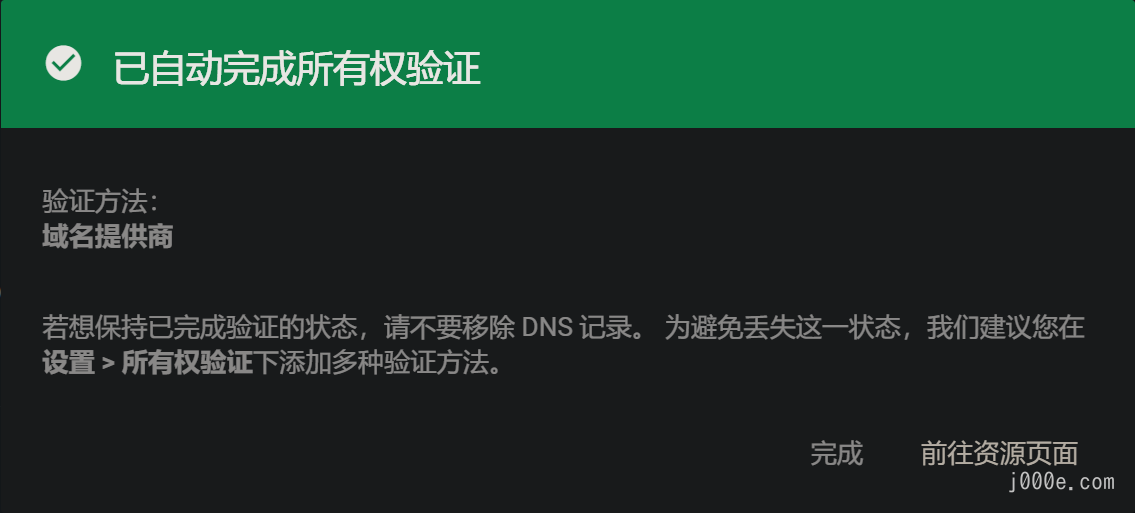 已自动完成所有权验证
验证方法：
域名提供商
若想保持已完成验证的状态，请不要移除 DNS 记录。 为避免丢失这一状态，我们建议您在
设置 > 所有权验证下添加多种验证方法。
完成 前往资源页面
j000e.com